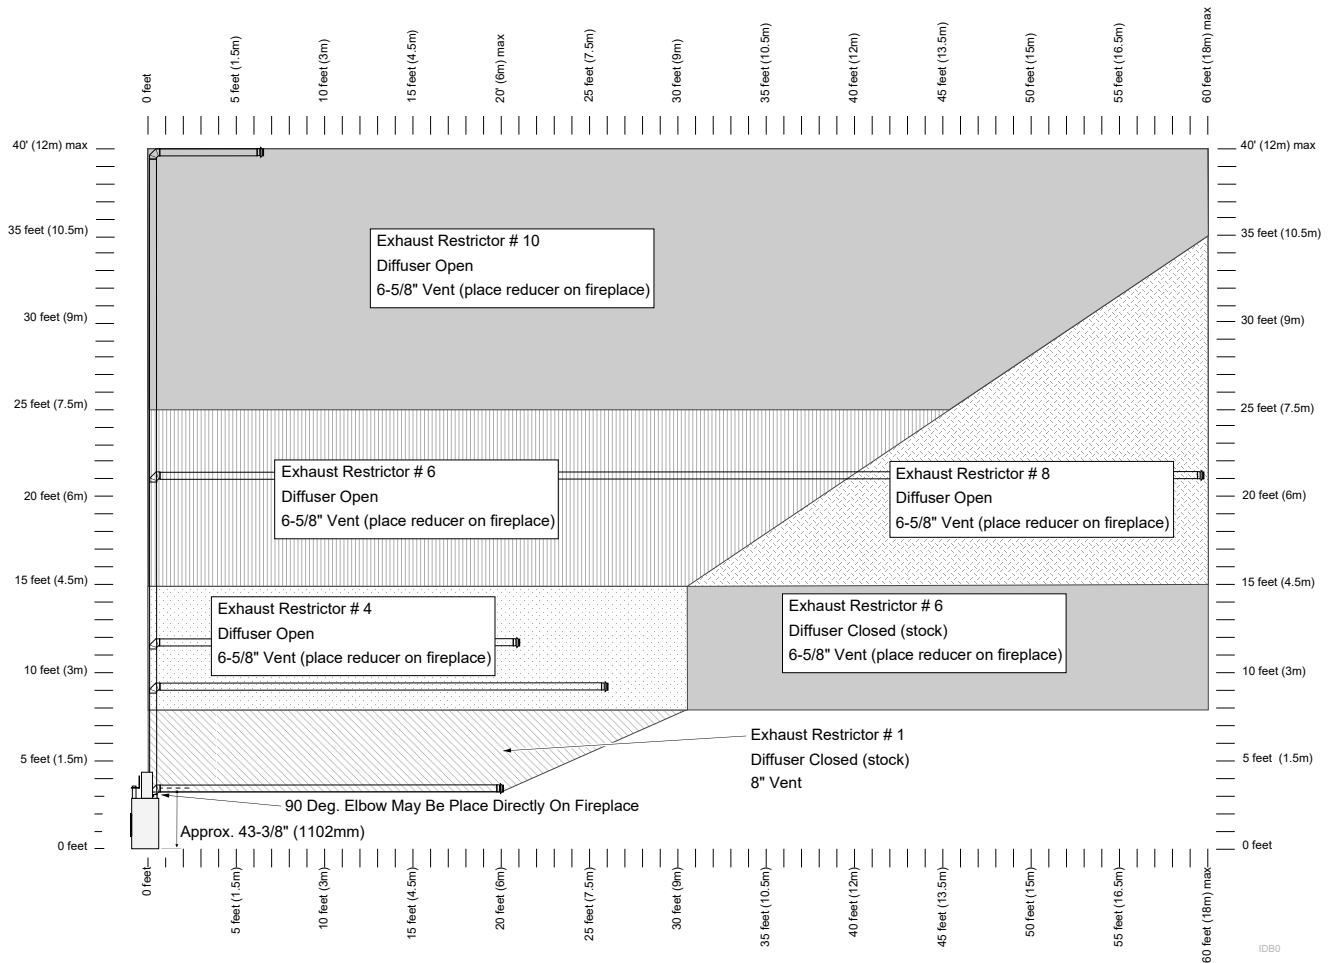 0 feet
5 feet (1.5m)
10 feet (3m)
15 feet (4.5m)
20' (6m) max
25 feet (7.5m)
30 feet (9m)
35 feet (10.5m)
40 feet (12m)
45 feet (13.5m)
50 feet (15m)
55 feet (16.5m)
60 feet (18m) max
40' (12m) max
35 feet (10.5m)
30 feet (9m)
25 feet (7.5m)
20 feet (6m)
15 feet (4.5m)
10 feet (3m)
5 feet (1.5m)
0 feet
40' (12m) max
35 feet (10.5m)
30 feet (9m)
25 feet (7.5m)
20 feet (6m)
15 feet (4.5m)
10 feet (3m)
5 feet (1.5m)
0 feet
Exhaust Restrictor # 10
Diffuser Open
6-5/8" Vent (place reducer on fireplace)
Exhaust Restrictor # 6
Diffuser Open
6-5/8" Vent (place reducer on fireplace)
Exhaust Restrictor # 8
Diffuser Open
6-5/8" Vent (place reducer on fireplace)
Exhaust Restrictor # 4
Diffuser Open
6-5/8" Vent (place reducer on fireplace)
Exhaust Restrictor # 6
Diffuser Closed (stock)
6-5/8" Vent (place reducer on fireplace)
Exhaust Restrictor # 1
Diffuser Closed (stock)
8" Vent
90 Deg. Elbow May Be Place Directly On Fireplace
Approx. 43-3/8" (1102mm)
0 feet
5 feet (1.5m)
10 feet (3m)
15 feet (4.5m)
20 feet (6m)
25 feet (7.5m)
30 feet (9m)
35 feet (10.5m)
40 feet (12m)
45 feet (13.5m)
50 feet (15m)
55 feet (16.5m)
60 feet (18m) max
IDB0